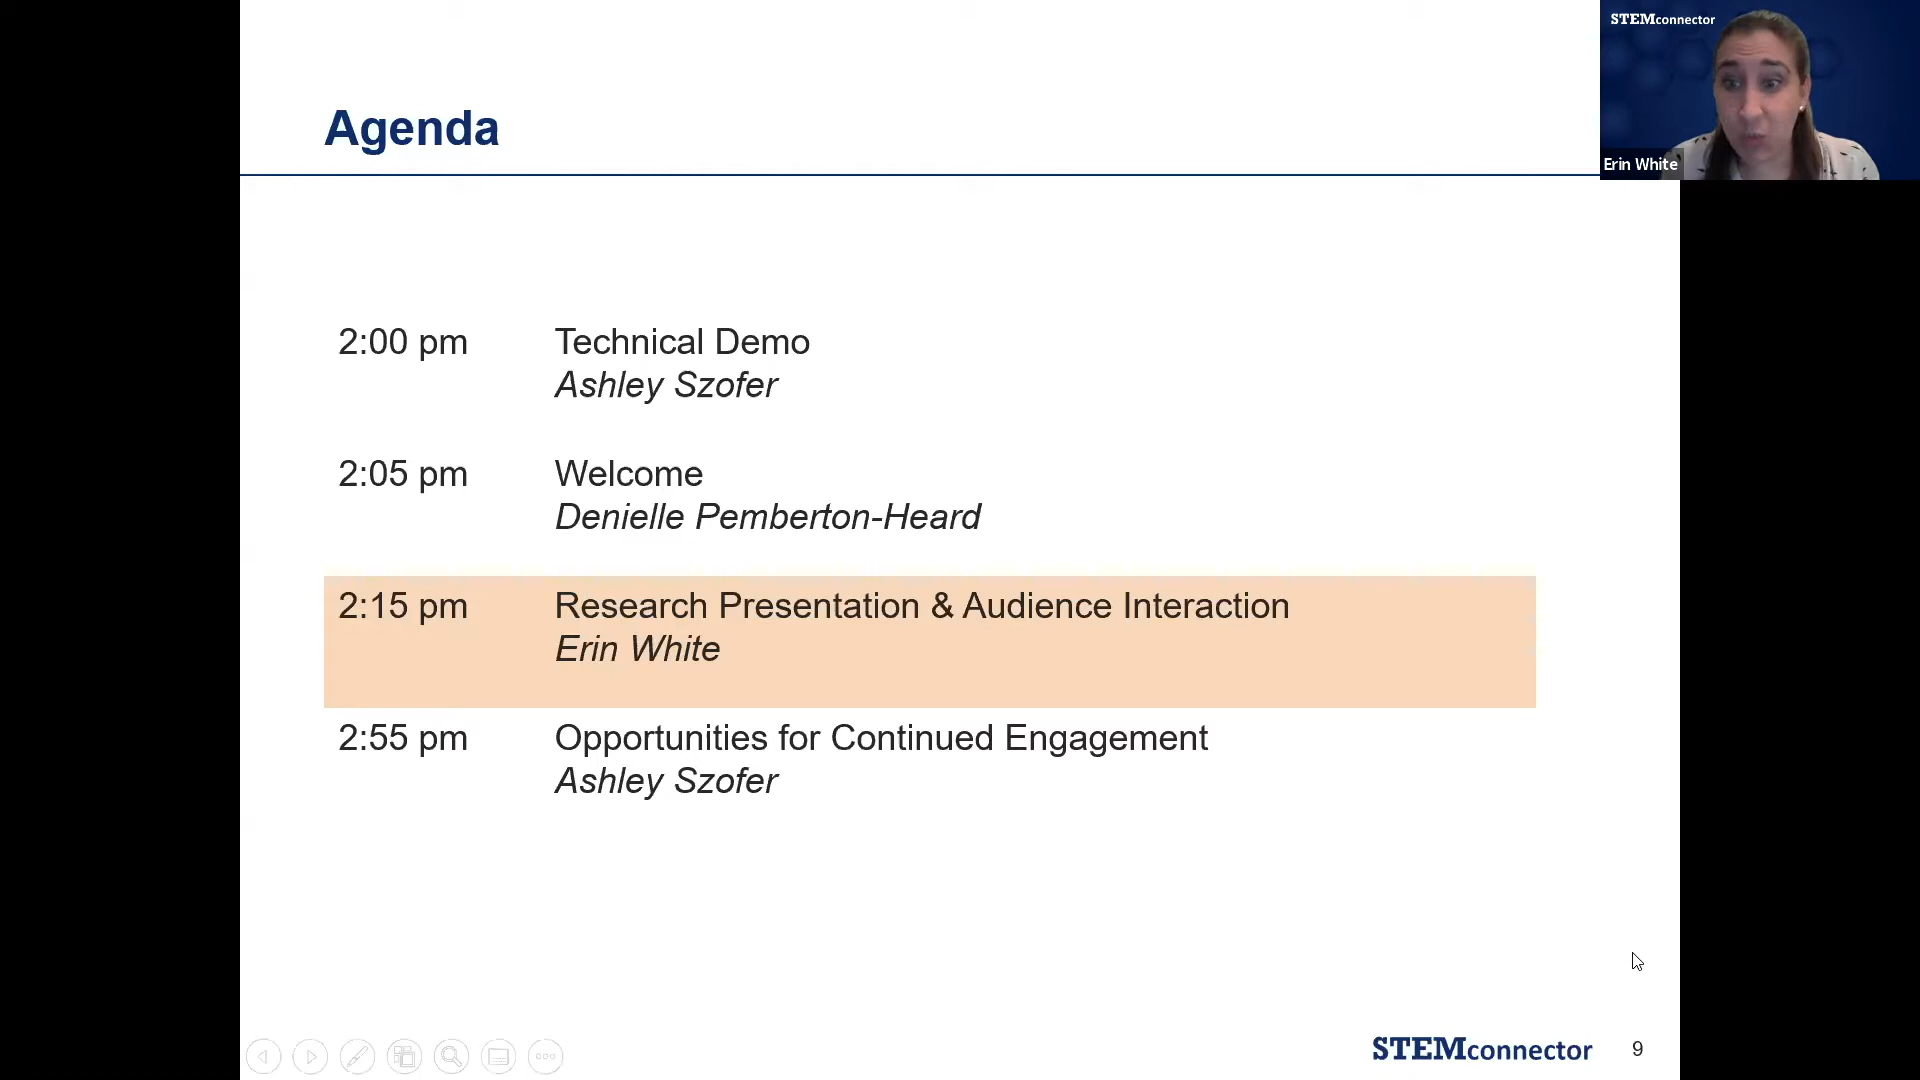 STEMconnector
Erin White
Agenda
2:00 pm Technical Demo
Ashley Szofer
2:05 pm Welcome
Denielle Pemberton-Heard
2:15 pm Research Presentation & Audience Interaction
Erin White
2:55 pm Opportunities for Continued Engagement
Ashley Szofer
STEMconnector 9